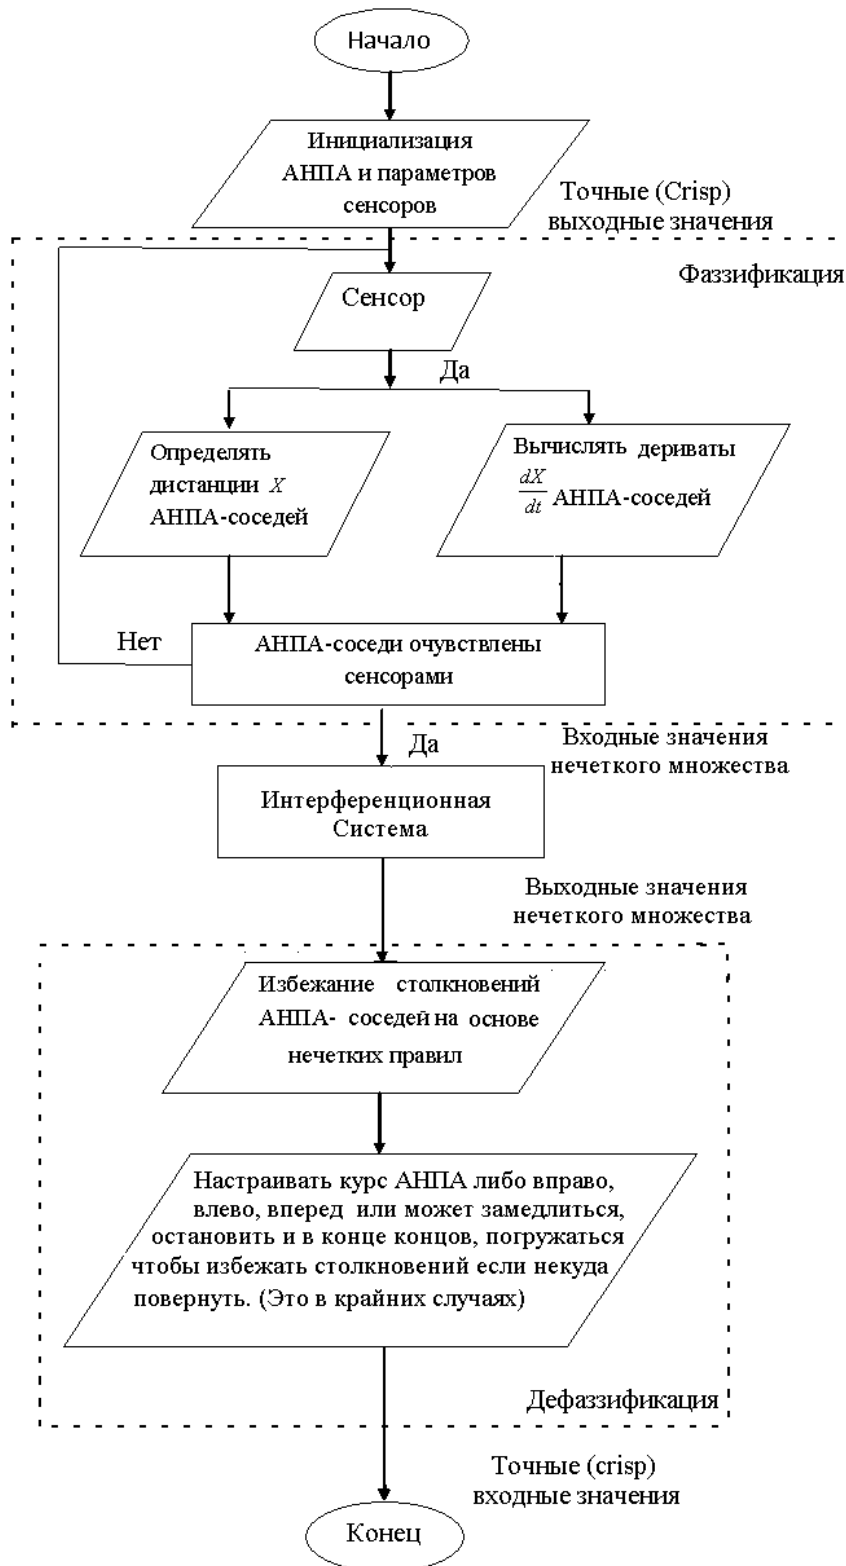 Начало
Инициализация
АНПА и параметров
сенсоров
Точные (Crisp)
выходные значения
Фаззификация
Сенсор
Да
Определять
дистанции X
АНПА-соседей
Вычислять дериваты
dX
dt
АНПА-соседей
Нет
АНПА-соседи очувствлены
сенсорами
Да
Входные значения
нечеткого множества
Интерференционная
Система
Выходные значения
нечеткого множества
Избежание столкновений
АНПА- соседей на основе
нечетких правил
Настраивать курс АНПА либо вправо,
влево, вперед или может замедлиться,
остановить и в конце концов, погружаться
чтобы избежать столкновений если некуда
повернуть. (Это в крайних случаях)
Дефаззификация
Точные (crisp)
входные значения
Конец